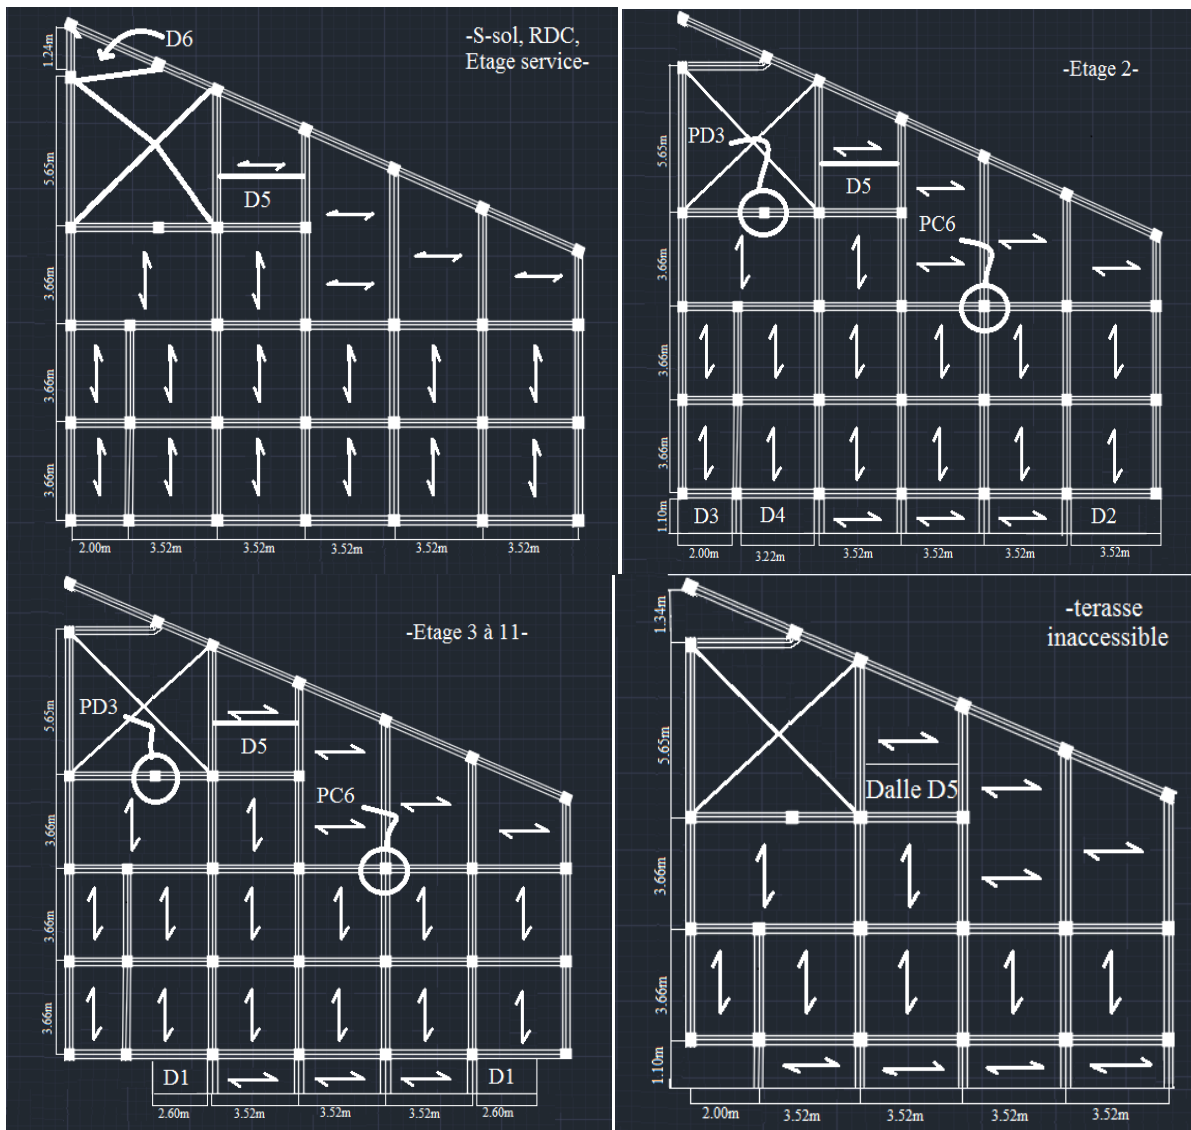 -S-sol, RDC,
Etage service-
D6
1.24m
5.65m
D5
3.66m
3.66m
3.66m
2.00m 3.52m 3.52m 3.52m 3.52m 3.52m
-Etage 2-
PD3
5.65m
D5
PC6
3.66m
3.66m
3.66m
1.10m
D3 D4 D2
2.00m 3.22m 3.52m 3.52m 3.52m 3.52m
-Etage 3 à 11-
PD3
5.65m
D5
PC6
3.66m
3.66m
3.66m
D1 D1
2.60m 3.52m 3.52m 3.52m 2.60m
-terasse
inaccessible
1.34m
5.65m
Dalle D5
3.66m
3.66m
1.10m
2.00m 3.52m 3.52m 3.52m 3.52m